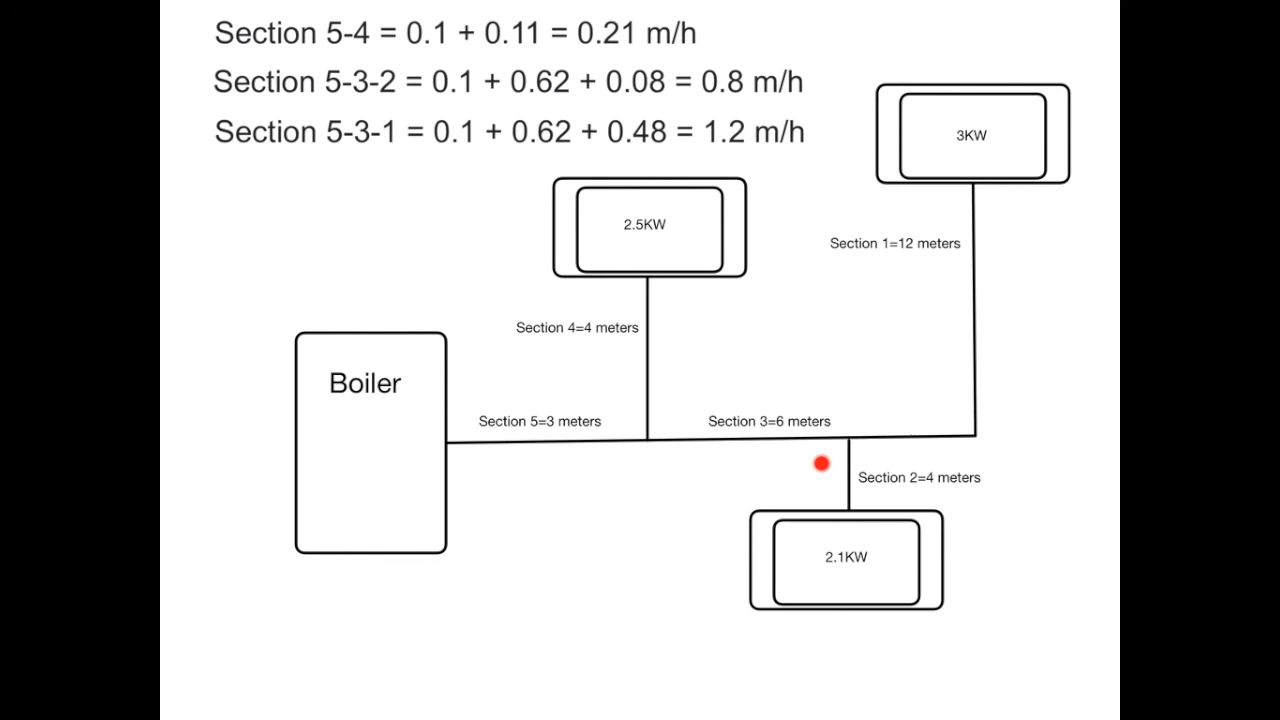 Section 5-4 = 0.1 + 0.11 = 0.21 m/h
Section 5-3-2 = 0.1 + 0.62 + 0.08 = 0.8 m/h
Section 5-3-1 = 0.1 + 0.62 + 0.48 = 1.2 m/h
3KW
2.5KW
Section 1=12 meters
Section 4=4 meters
Boiler
Section 5=3 meters
Section 3=6 meters
Section 2=4 meters
2.1KW